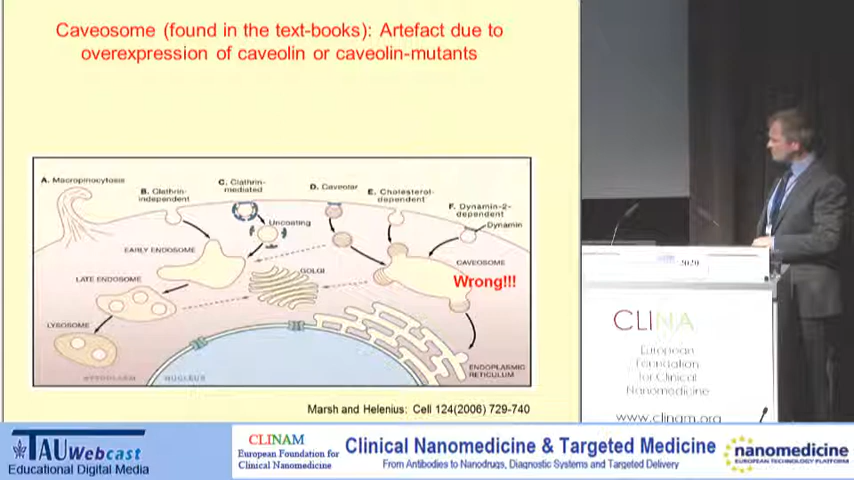 Caveosome (found in the text-books): Artefact due to
overexpression of caveolin or caveolin-mutants
A. Macropinocytosis
B. Clathrin-
independent
C. Clathrin-
mediated
D. Caveolar
E. Cholesterol-
dependent
F. Dynamin-2-
dependent
Dynamin
Uncoating
EARLY ENDOSOME
CAVEOSOME
Wrong!!!
GOLGI
LATE ENDOSOME
LYSOSOME
ENDOPLASMIC
RETICULUM
CYTOPLASM
NUCLEUS
Marsh and Helenius: Cell 124(2006) 729-740
2020
CLINA
European
Foundation
for Clinical
Nanomedicine
www.clinam.org
TAU Webcast
Educational Digital Media
CLINAM
European Foundation for
Clinical Nanomedicine
Clinical Nanomedicine & Targeted Medicine
From Antibodies to Nanodrugs, Diagnostic Systems and Targeted Delivery
nanomedicine
EUROPEAN TECHNOLOGY PLATFORM